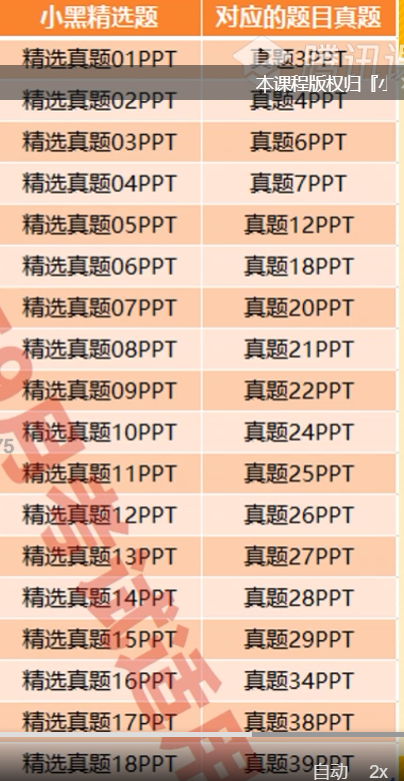 小黑精选题 对应的题目真题
精选真题01PPT 真题3PPT
腾讯课
本课程版权归『小
精选真题02PPT 真题4PPT
精选真题03PPT 真题6PPT
精选真题04PPT 真题7PPT
精选真题05PPT 真题12PPT
精选真题06PPT 真题18PPT
精选真题07PPT 真题20PPT
精选真题08PPT 真题21PPT
精选真题09PPT 真题22PPT
精选真题10PPT 真题24PPT
75
精选真题11PPT 真题25PPT
精选真题12PPT 真题26PPT
精选真题13PPT 真题27PPT
精选真题14PPT 真题28PPT
精选真题15PPT 真题29PPT
精选真题16PPT 真题34PPT
精选真题17PPT 真题38PPT
精选真题18PPT 真题39PPT
9月考试适用
自动 2x